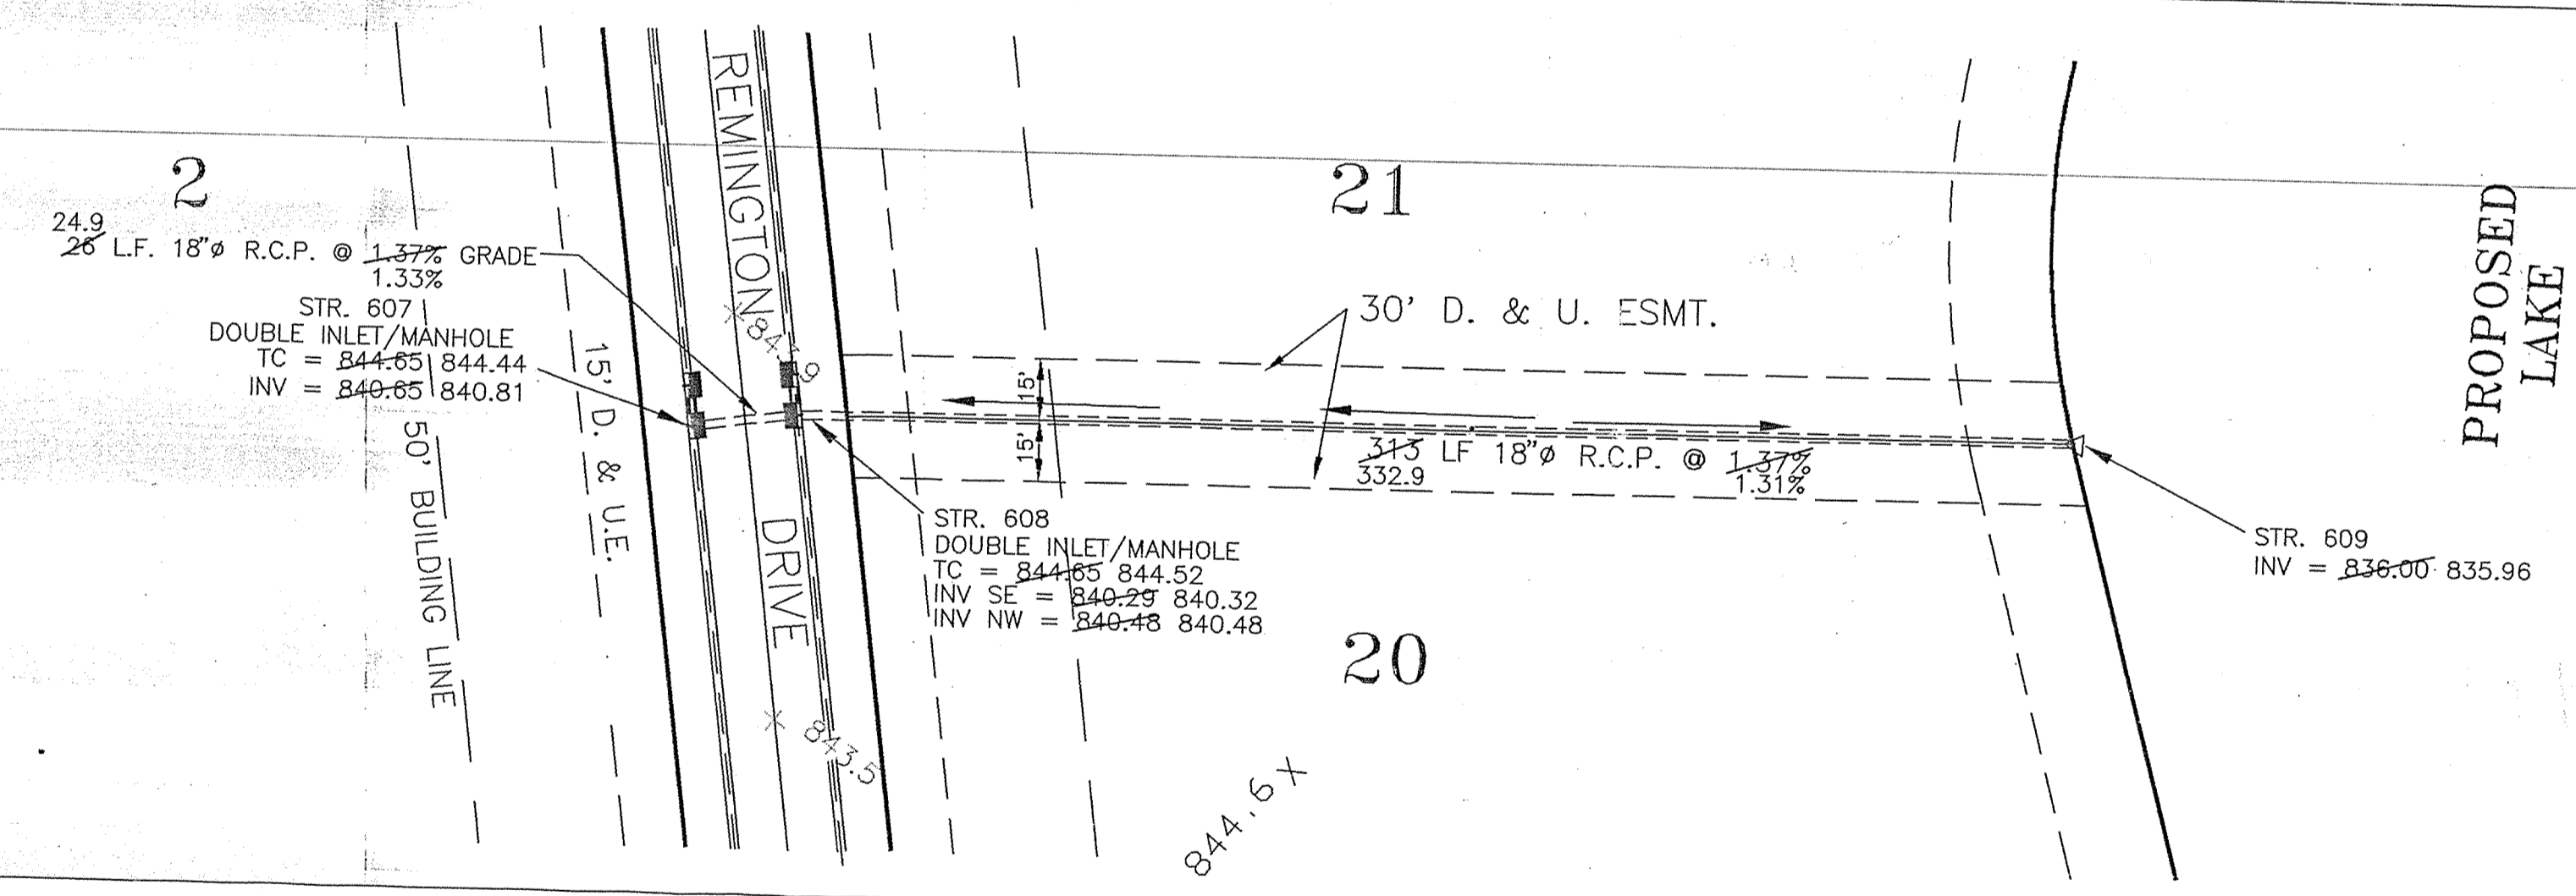 2
24.9
26 L.F. 18"ø R.C.P. @ 1.37% GRADE
1.33%
STR. 607
DOUBLE INLET/MANHOLE
TC = 844.65 844.44
INV = 840.65 840.81
50' BUILDING LINE
15' D. & U.E.
REMINGTON DRIVE
843.5
15'
15'
21
30' D. & U. ESMT.
313 LF 18"ø R.C.P. @ 1.37%
332.9
1.31%
STR. 608
DOUBLE INLET/MANHOLE
TC = 844.65 844.52
INV SE = 840.29 840.32
INV NW = 840.48 840.48
20
844.6
PROPOSED
LAKE
STR. 609
INV = 836.00 835.96